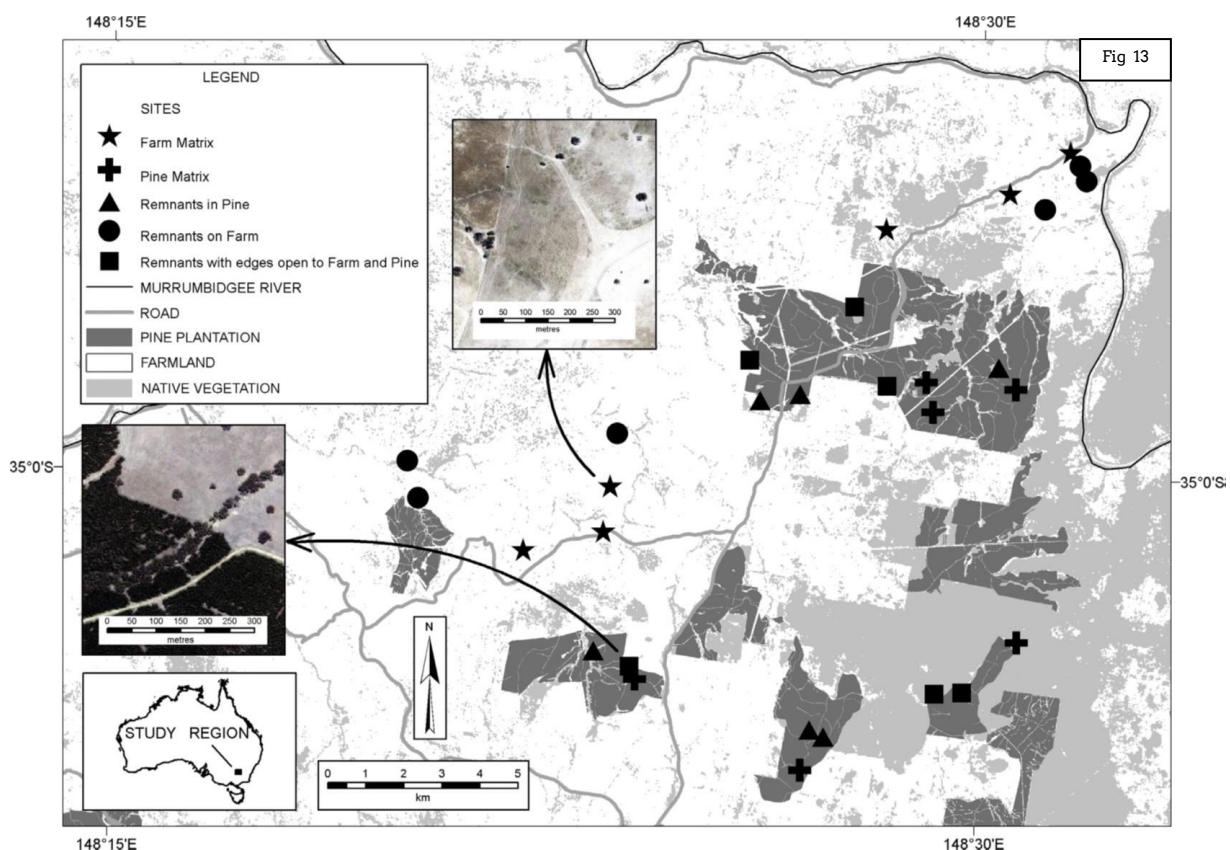 148°15'E
148°30'E
Fig 13
LEGEND
SITES
Farm Matrix
Pine Matrix
Remnants in Pine
Remnants on Farm
Remnants with edges open to Farm and Pine
MURRUMBIDGEE RIVER
ROAD
PINE PLANTATION
FARMLAND
NATIVE VEGETATION
0 50 100 150 200 250 300
metres
35°0'S
35°0'S
0 50 100 150 200 250 300
metres
N
STUDY REGION
0 1 2 3 4 5
km
148°15'E
148°30'E